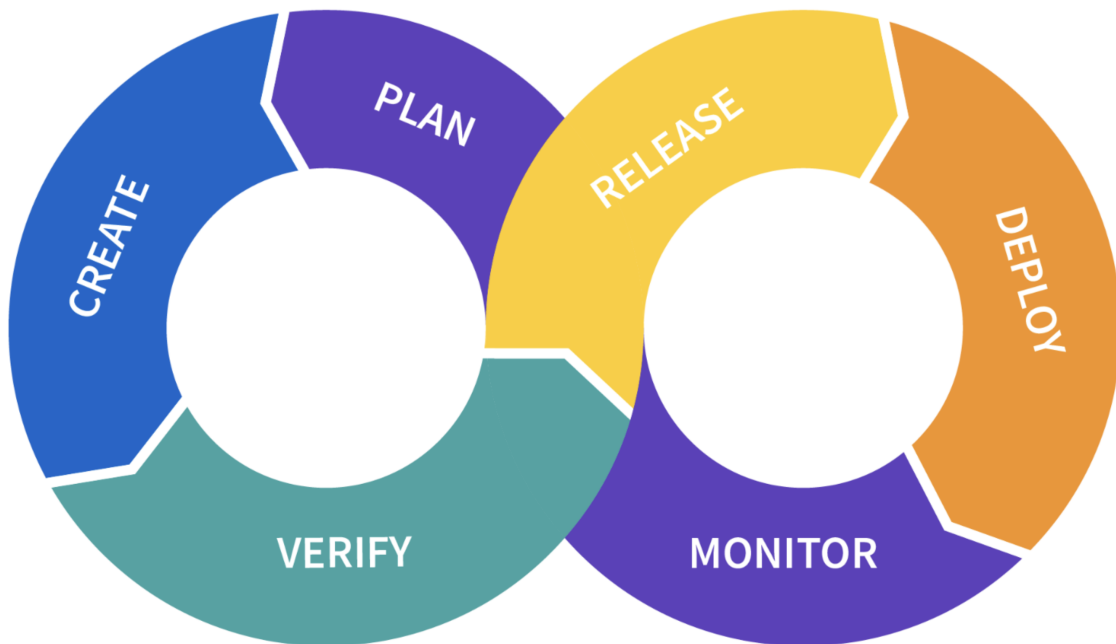 PLAN
CREATE
VERIFY
RELEASE
DEPLOY
MONITOR